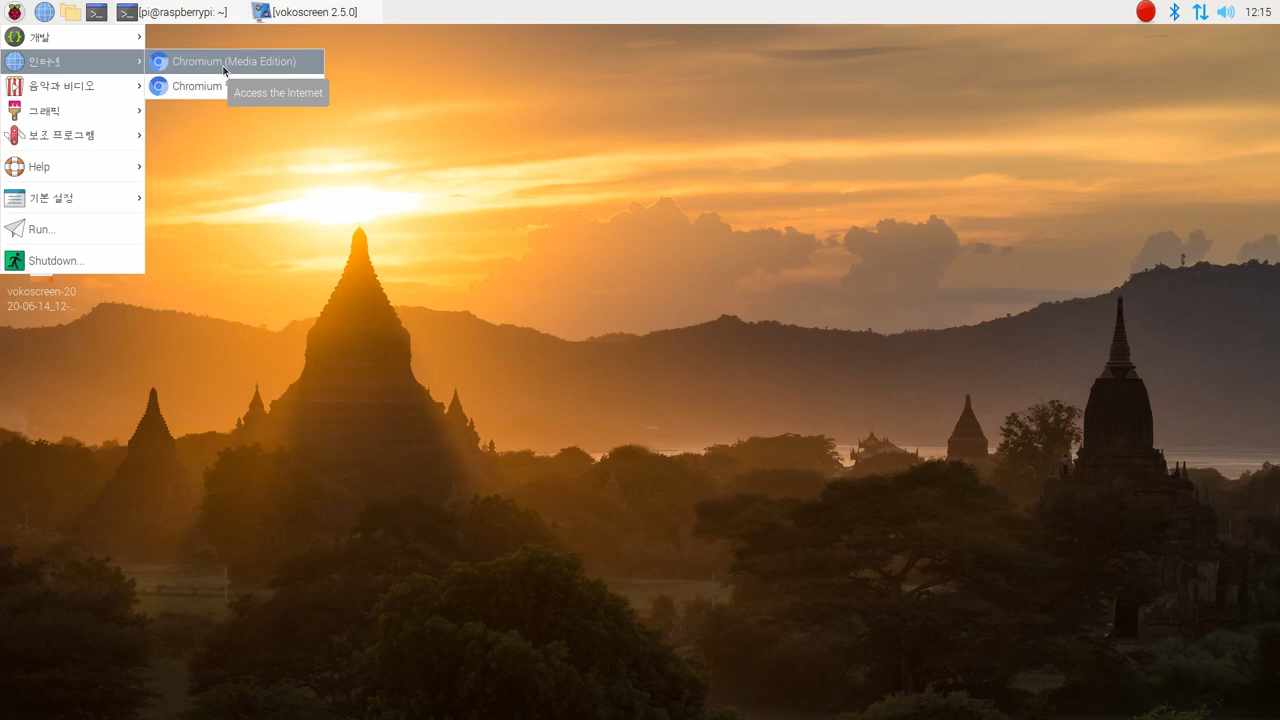 [pi@raspberrypi: ~]
[vokoscreen 2.5.0]
12:15
개발
인터넷
Chromium (Media Edition)
음악과 비디오
Chromium
Access the Internet
그래픽
보조 프로그램
Help
기본 설정
Run...
Shutdown...
vokoscreen-20
20-06-14_12-...